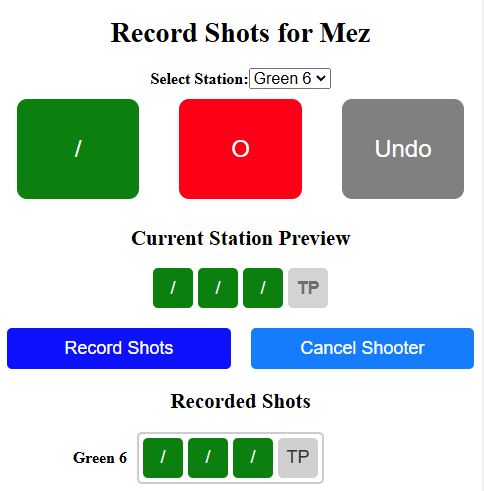 Record Shots for Mez
Select Station: Green 6
/ O Undo
Current Station Preview
/ / / TP
Record Shots Cancel Shooter
Recorded Shots
Green 6 / / / TP